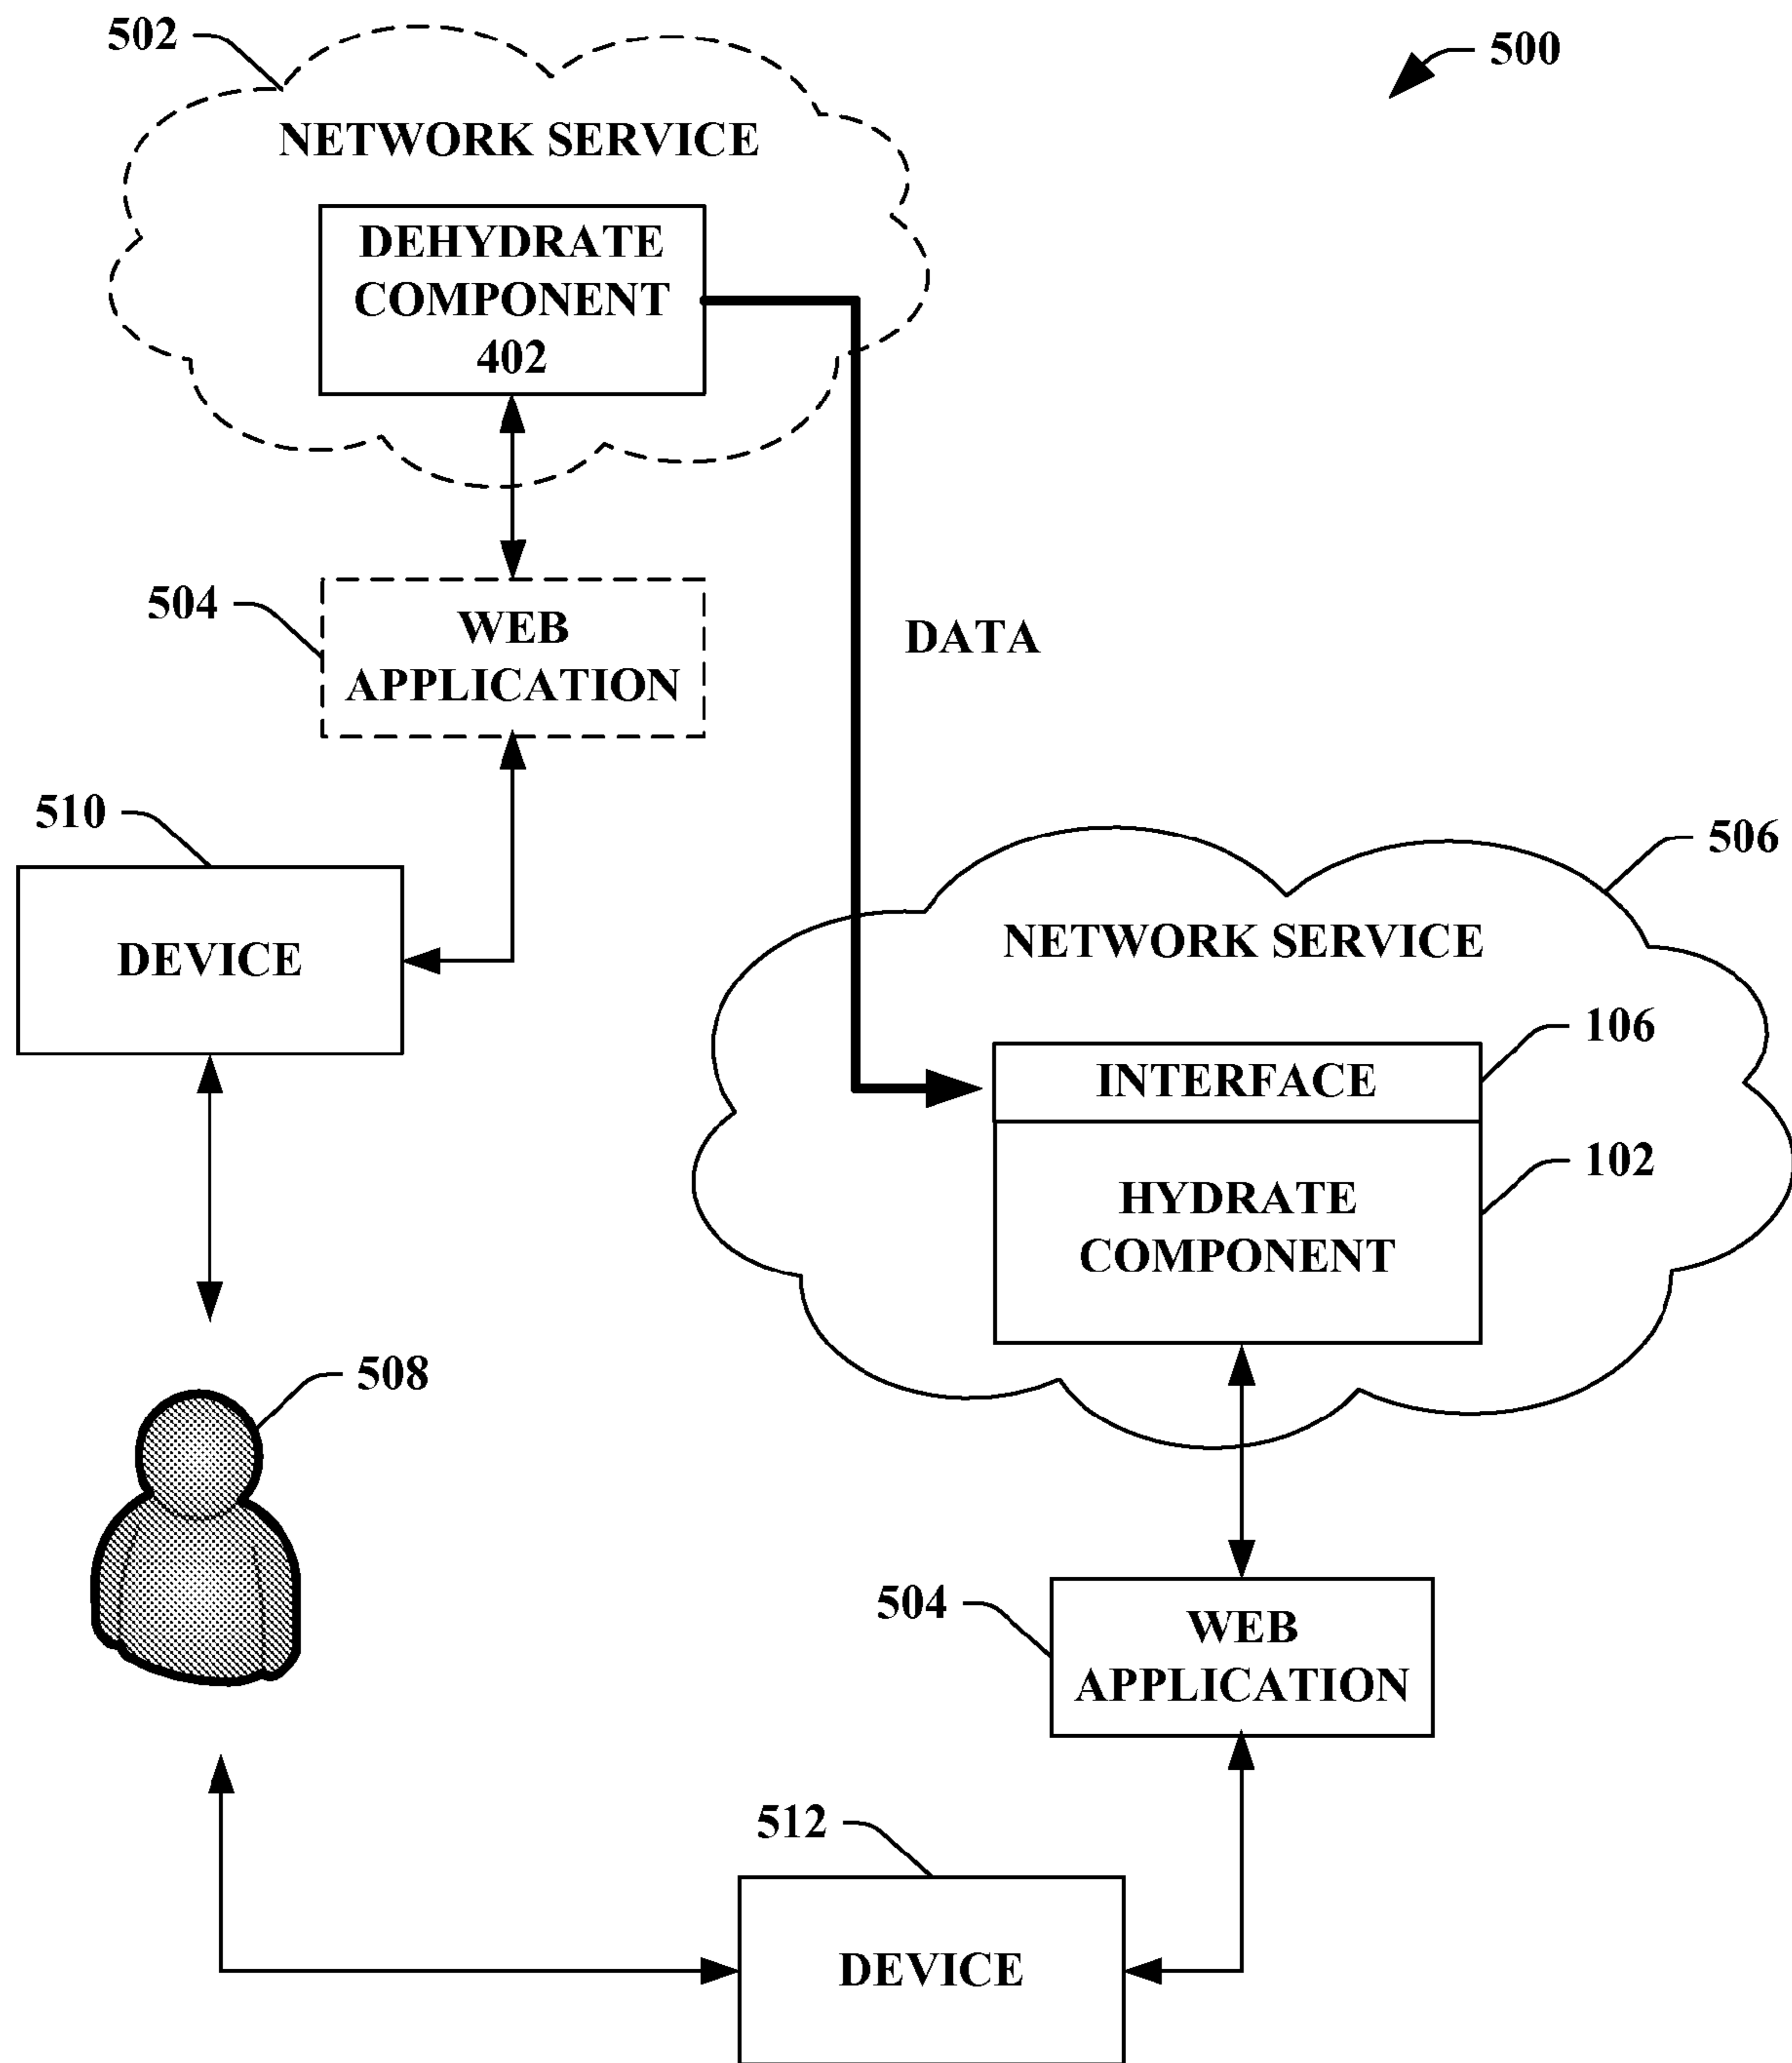 502
500
NETWORK SERVICE
DEHYDRATE
COMPONENT
402
504
WEB
APPLICATION
DATA
510
DEVICE
506
NETWORK SERVICE
106
INTERFACE
102
HYDRATE
COMPONENT
508
504
WEB
APPLICATION
512
DEVICE